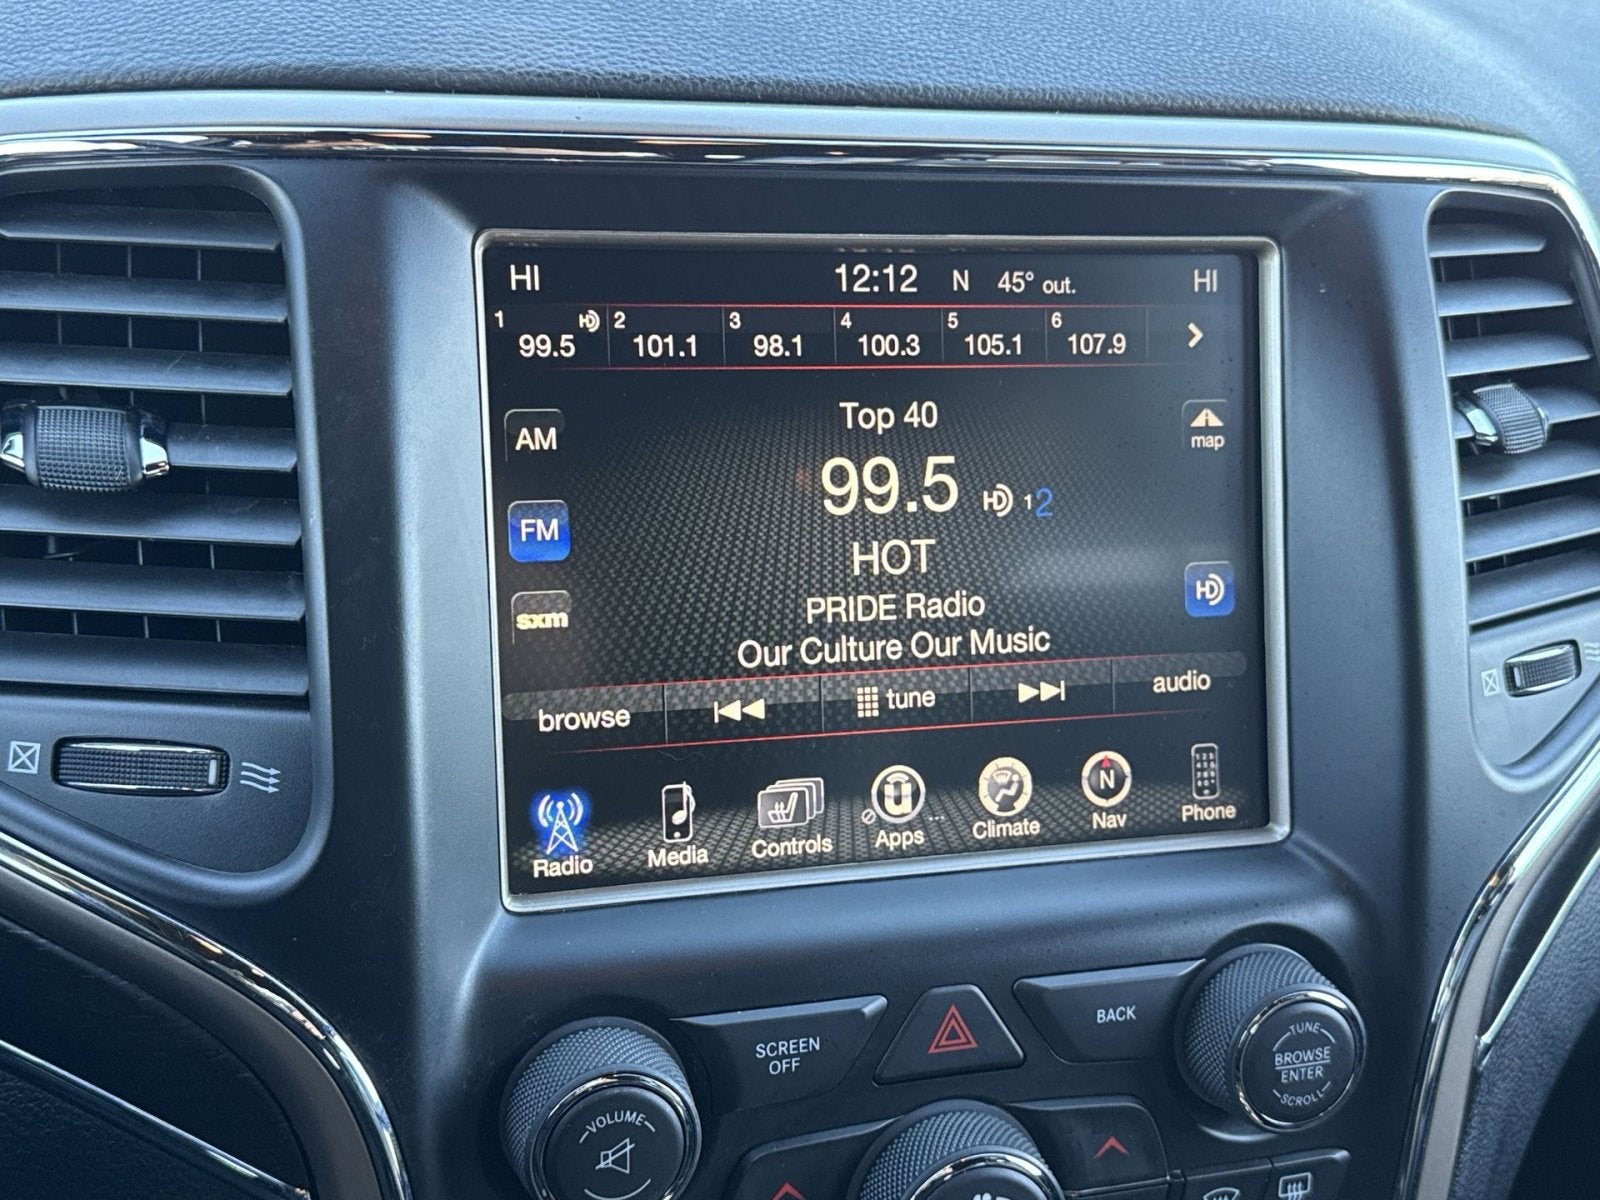 HI 12:12 N 45° out. HI
1 HD 2 3 4 5 6
99.5 101.1 98.1 100.3 105.1 107.9
Top 40
AM
map
99.5 HD 1 2
FM
HOT
HD
PRIDE Radio
sxm
Our Culture Our Music
browse tune audio
Radio Media Controls Apps ... Climate N Nav Phone
SCREEN
OFF
BACK
TUNE
BROWSE
ENTER
SCROLL
VOLUME